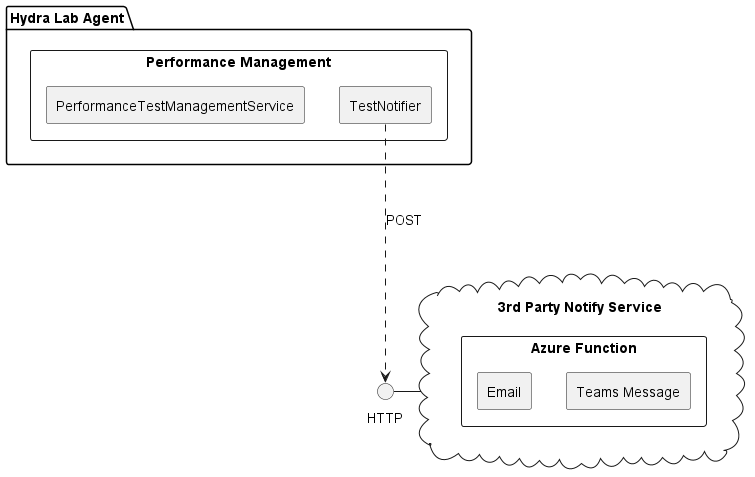 Hydra Lab Agent
Performance Management
PerformanceTestManagementService
TestNotifier
POST
3rd Party Notify Service
Azure Function
Email
Teams Message
HTTP